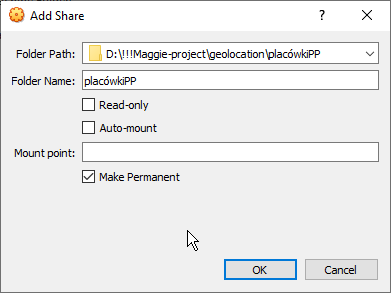 Add Share
Folder Path: D:\!!!Maggie-project\geolocation\placówkiPP
Folder Name: placówkiPP
Read-only
Auto-mount
Mount point:
Make Permanent
OK Cancel